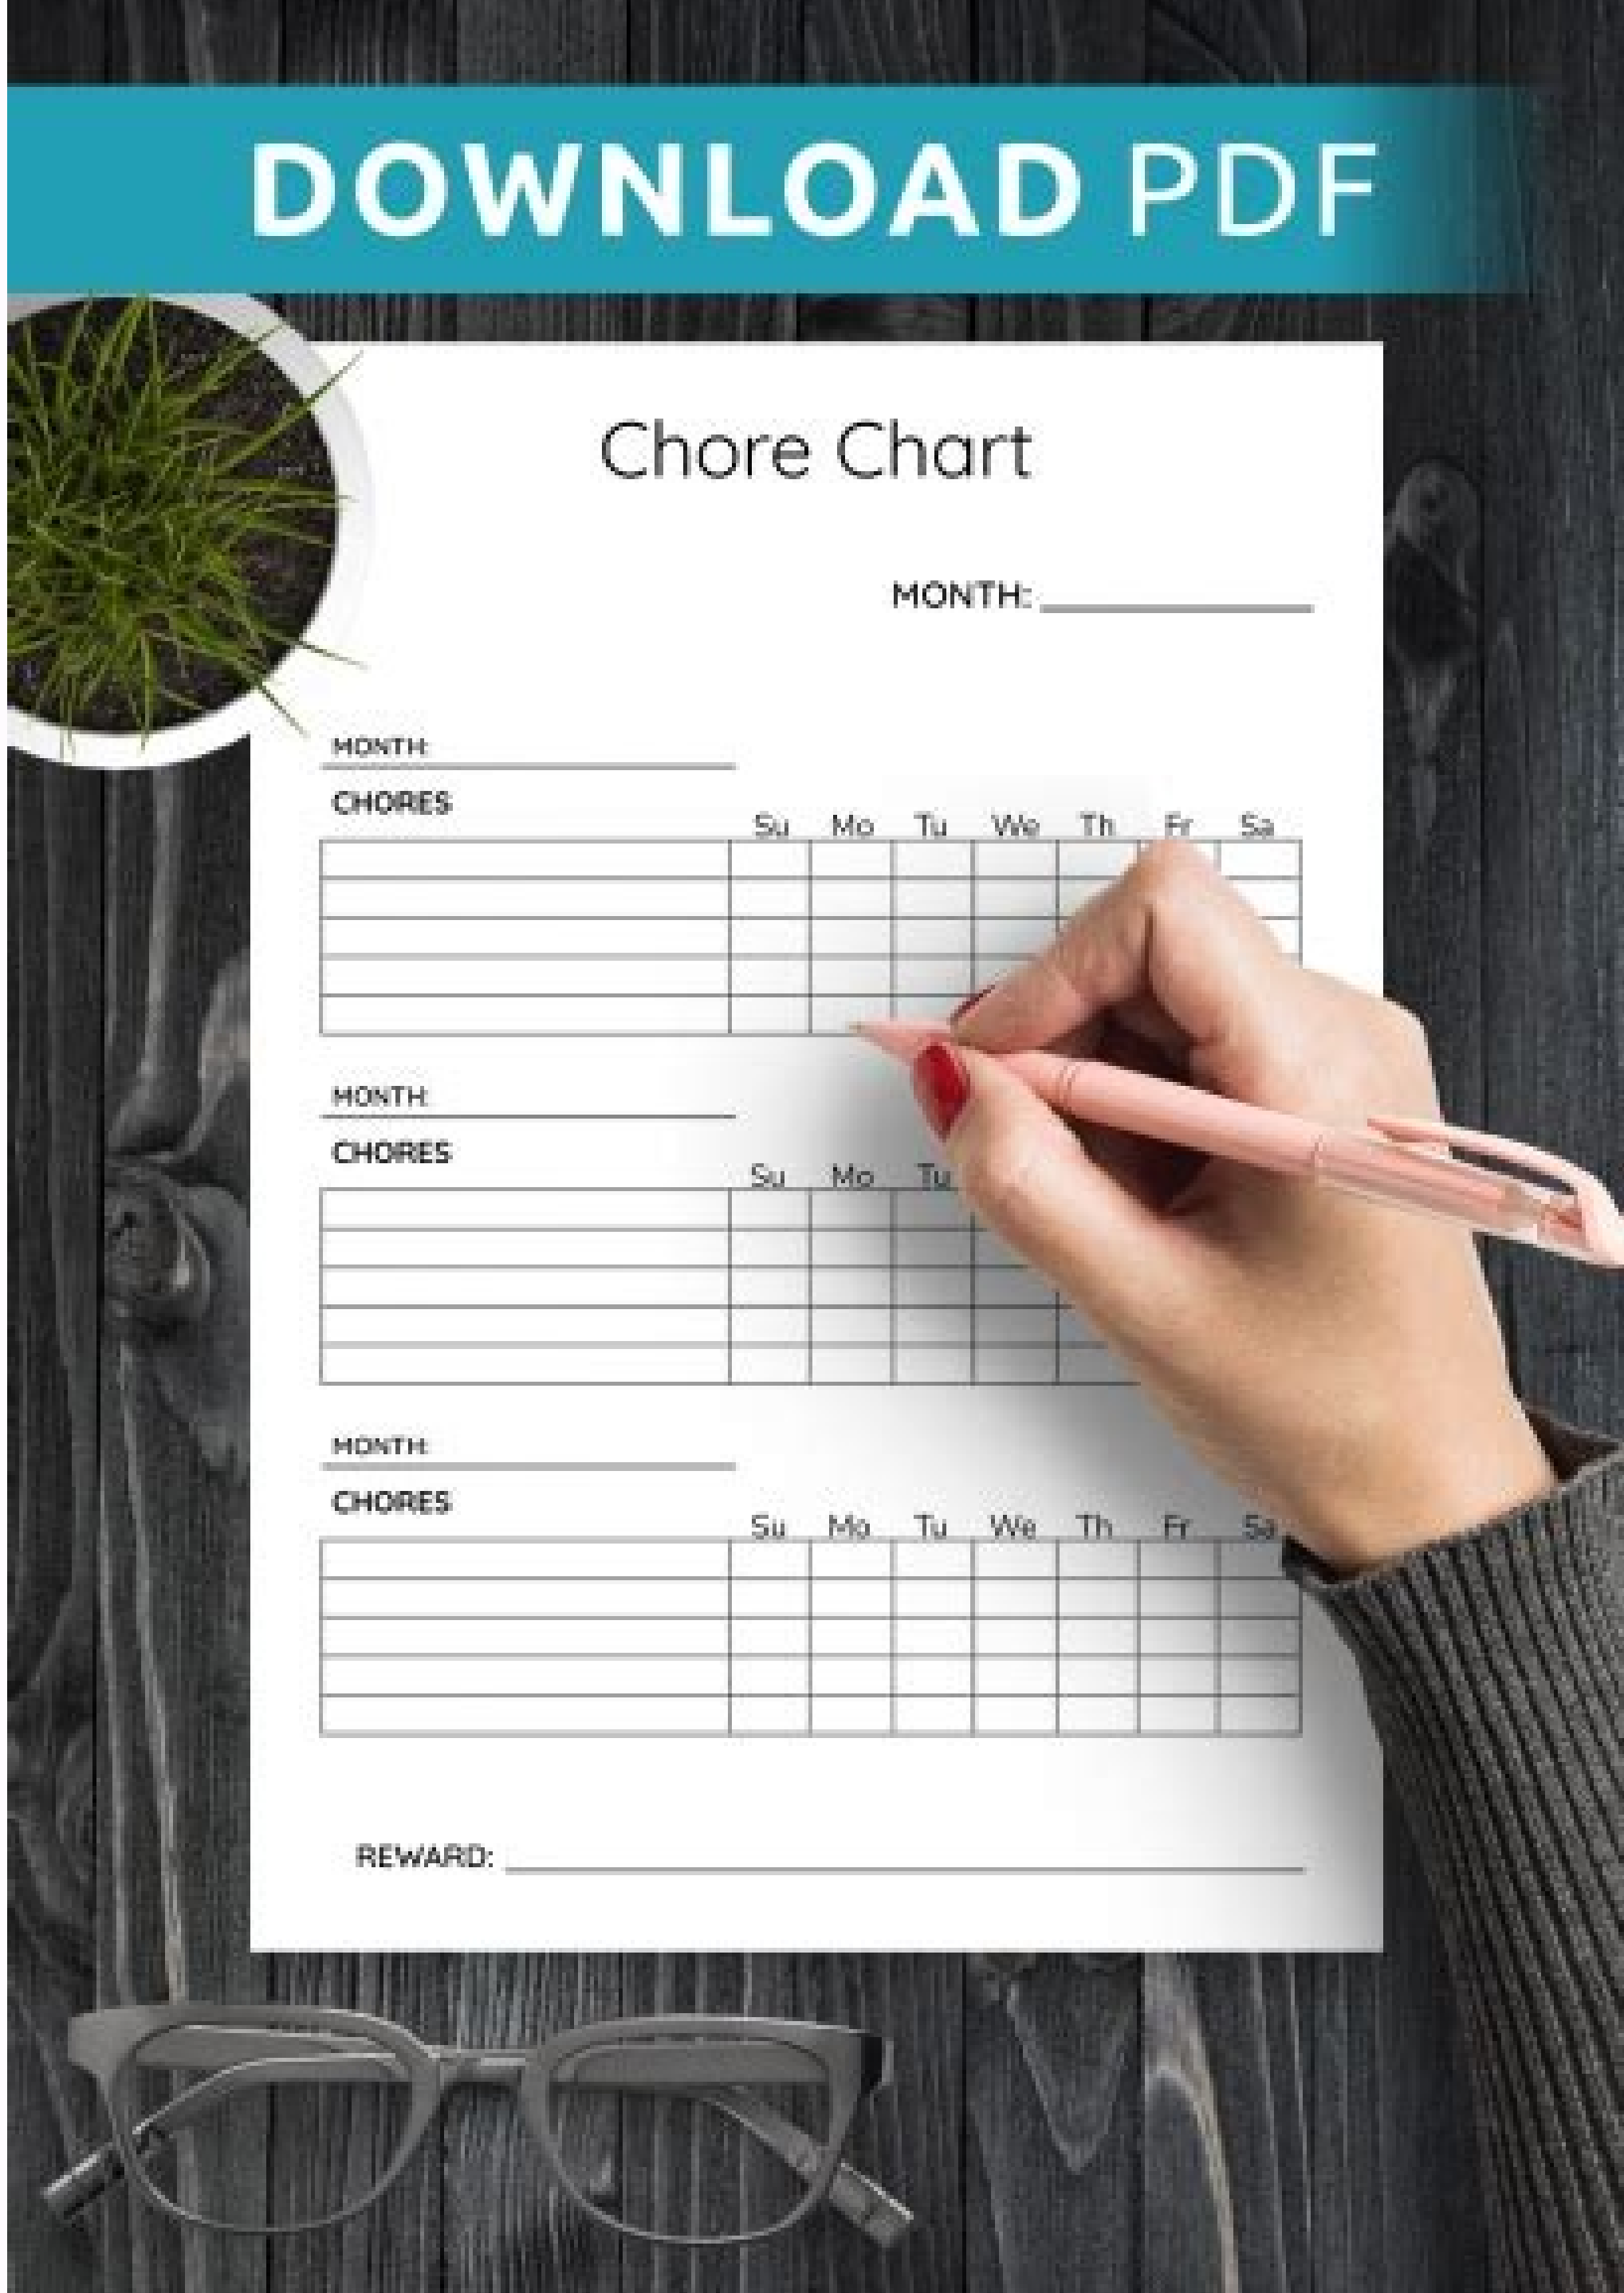 DOWNLOAD PDF
Chore Chart
MONTH:
MONTH:
CHORES
Su Mo Tu We Th Fr Sa
MONTH:
CHORES
Su Mo Tu
MONTH:
CHORES
Su Mo Tu We Th Fr Sa
REWARD: